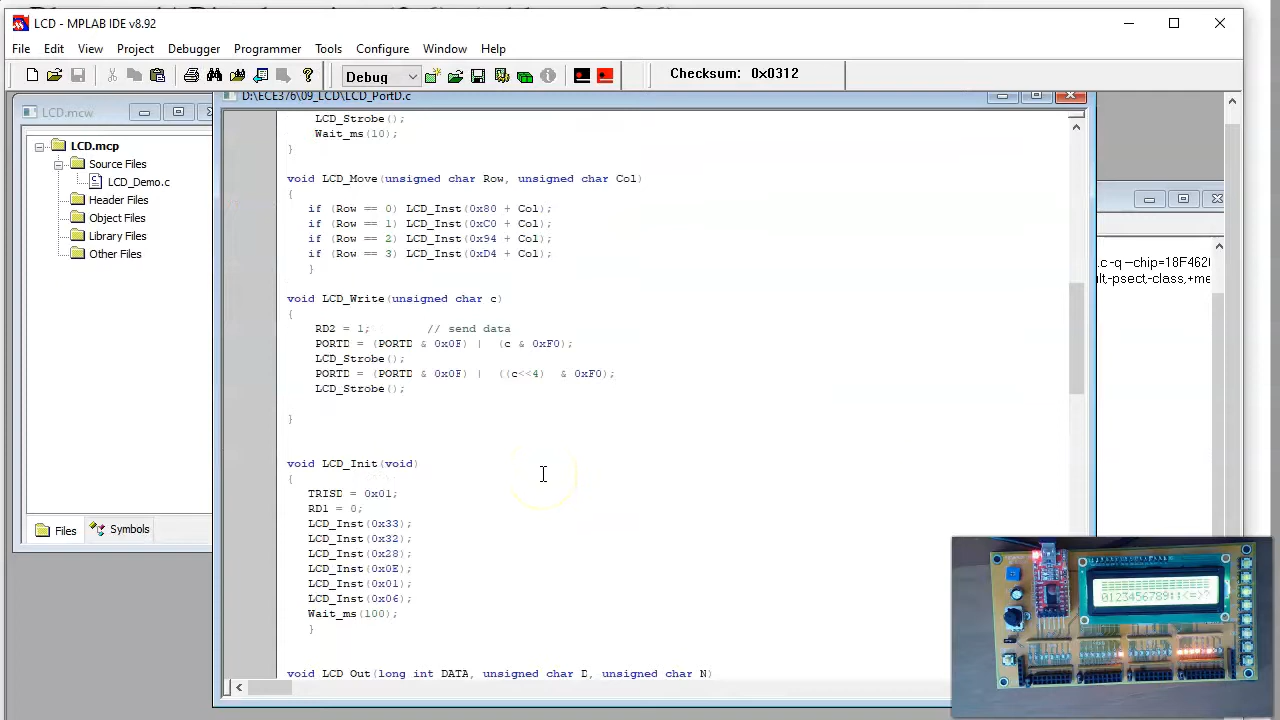 LCD - MPLAB IDE v8.92
File Edit View Project Debugger Programmer Tools Configure Window Help
Debug
Checksum: 0x0312
LCD.mcw
D:\ECE376\09_LCD\LCD_PortD.c
LCD.mcp
Source Files
LCD_Demo.c
Header Files
Object Files
Library Files
Other Files
Files Symbols
LCD_Strobe();
Wait_ms(10);
}
void LCD_Move(unsigned char Row, unsigned char Col)
{
if (Row == 0) LCD_Inst(0x80 + Col);
if (Row == 1) LCD_Inst(0xC0 + Col);
if (Row == 2) LCD_Inst(0x94 + Col);
if (Row == 3) LCD_Inst(0xD4 + Col);
}
void LCD_Write(unsigned char c)
{
RD2 = 1; // send data
PORTD = (PORTD & 0x0F) | (c & 0xF0);
LCD_Strobe();
PORTD = (PORTD & 0x0F) | ((c<<4) & 0xF0);
LCD_Strobe();
}
void LCD_Init(void)
{
TRISD = 0x01;
RD1 = 0;
LCD_Inst(0x33);
LCD_Inst(0x32);
LCD_Inst(0x28);
LCD_Inst(0x0E);
LCD_Inst(0x01);
LCD_Inst(0x06);
Wait_ms(100);
}
void LCD_Out(long int DATA, unsigned char D, unsigned char N)
.c -q --chip=18F462
ult-psect-class,+me
0123456789:;<=>?